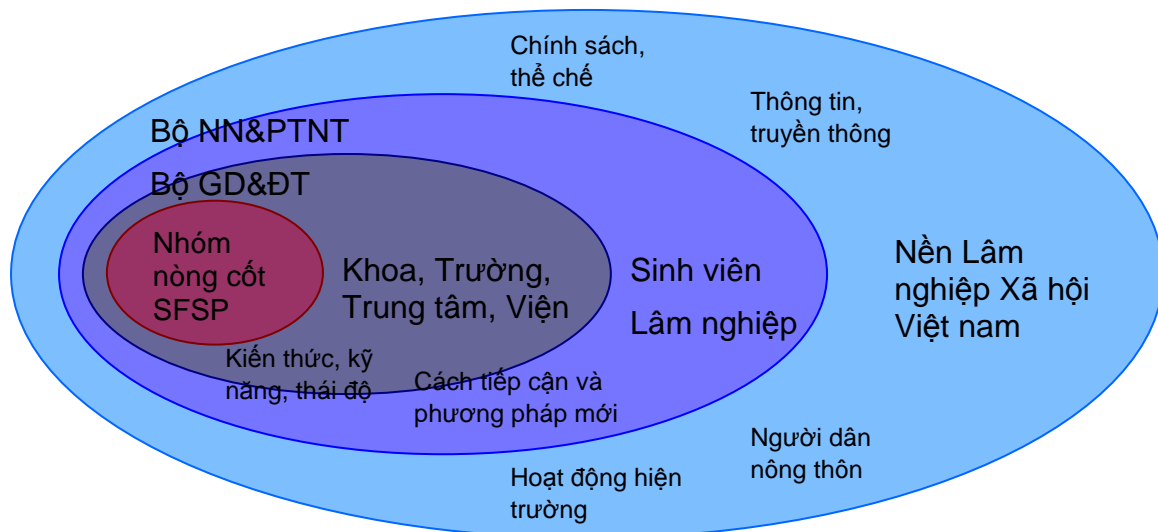 Chính sách,
thể chế
Thông tin,
truyền thông
Bộ NN&PTNT
Bộ GD&ĐT
Nhóm
nòng cốt
SFSP
Khoa, Trường,
Trung tâm, Viện
Sinh viên
Lâm nghiệp
Nền Lâm
nghiệp Xã hội
Việt nam
Kiến thức, kỹ
năng, thái độ
Cách tiếp cận và
phương pháp mới
Người dân
nông thôn
Hoạt động hiện
trường